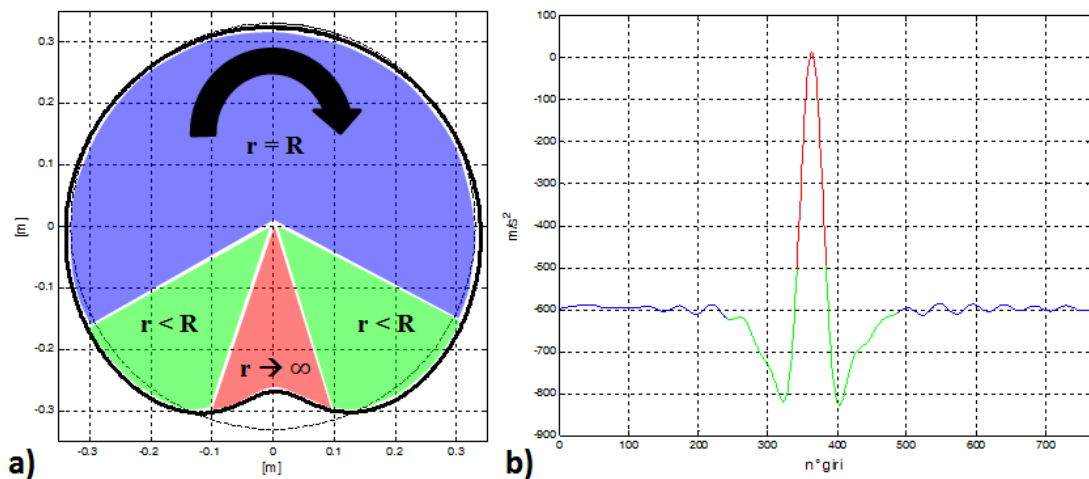 0.3
0.2
0.1
0
-0.1
-0.2
-0.3
[m]
r = R
r < R
r < R
r → ∞
-0.3 -0.2 -0.1 0 0.1 0.2 0.3
[m]
a)
100
0
-100
-200
-300
-400
-500
-600
-700
-800
-900
m/s²
0 100 200 300 400 500 600 700
n°giri
b)